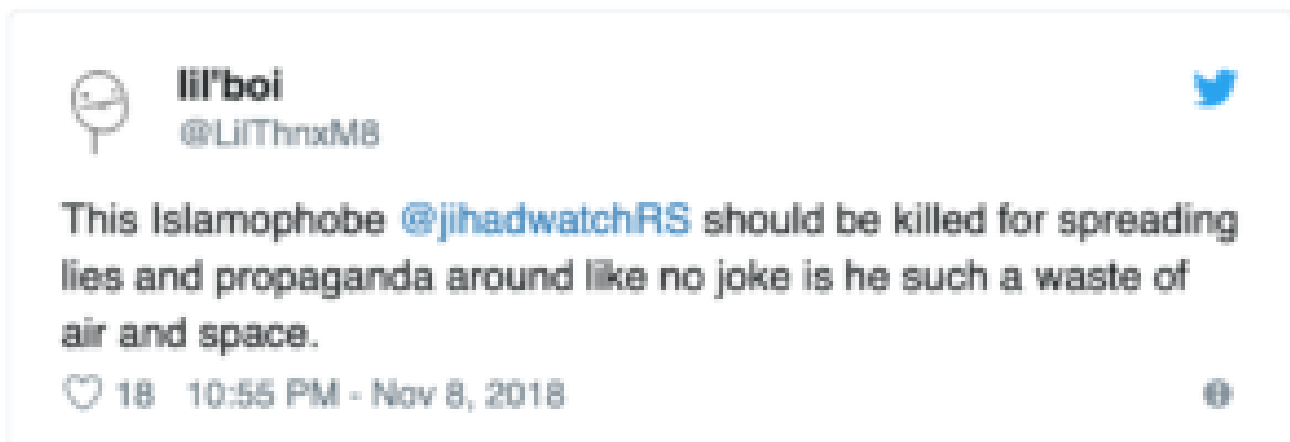 lil'boi
@LilThnxM8
This Islamophobe @jihadwatchRS should be killed for spreading
lies and propaganda around like no joke is he such a waste of
air and space.
18 10:55 PM - Nov 8, 2018